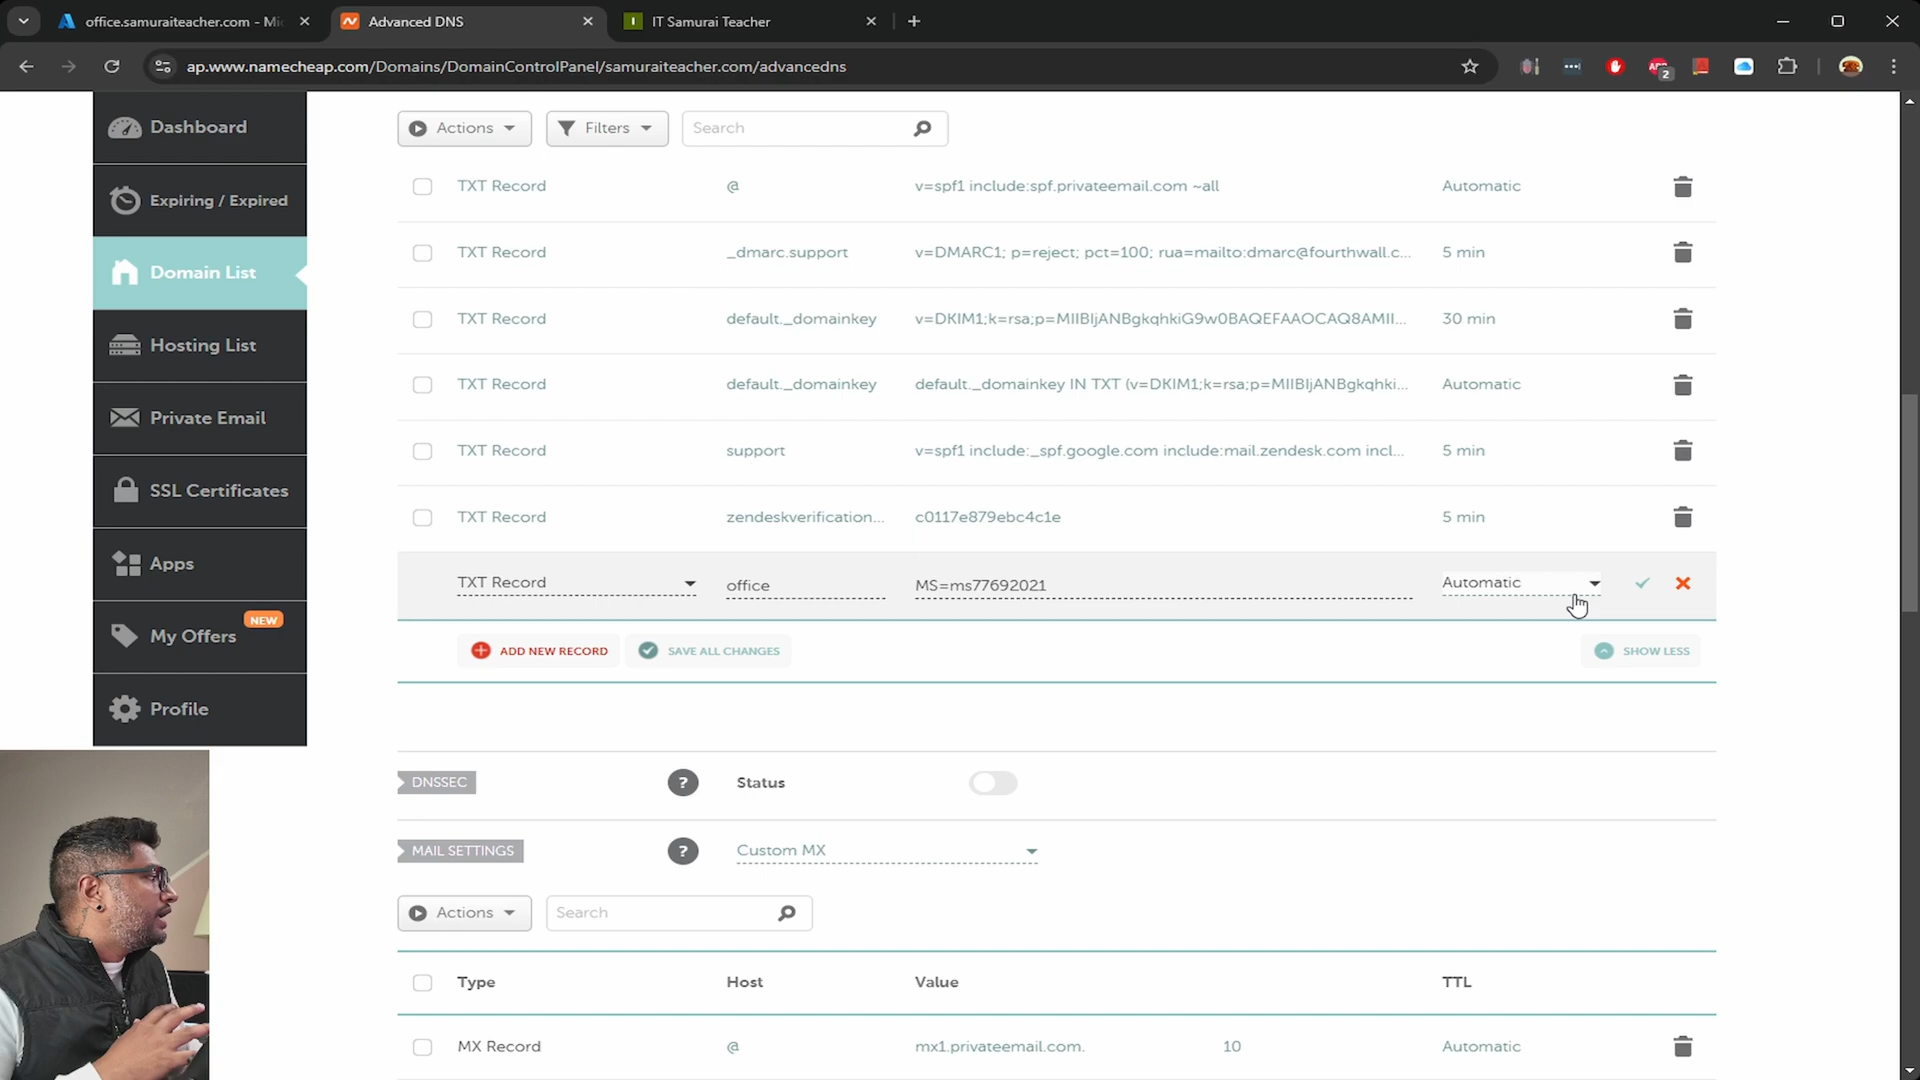 office.samuraiteacher.com - Mi
Advanced DNS
IT Samurai Teacher
ap.www.namecheap.com/Domains/DomainControlPanel/samuraiteacher.com/advanceddns
2
Dashboard
Expiring / Expired
Domain List
Hosting List
Private Email
SSL Certificates
Apps
NEW
My Offers
Profile
Actions
Filters
Search
TXT Record @ v=spf1 include:spf.privateemail.com ~all Automatic
TXT Record _dmarc.support v=DMARC1; p=reject; pct=100; rua=mailto:dmarc@fourthwall.c... 5 min
TXT Record default._domainkey v=DKIM1;k=rsa;p=MIIBIjANBgkqhkiG9w0BAQEFAAOCAQ8AMII... 30 min
TXT Record default._domainkey default._domainkey IN TXT (v=DKIM1;k=rsa;p=MIIBIjANBgkqhki... Automatic
TXT Record support v=spf1 include:_spf.google.com include:mail.zendesk.com incl... 5 min
TXT Record zendeskverification... c0117e879ebc4c1e 5 min
TXT Record office MS=ms77692021 Automatic
ADD NEW RECORD SAVE ALL CHANGES SHOW LESS
DNSSEC ? Status
MAIL SETTINGS ? Custom MX
Actions Search
Type Host Value TTL
MX Record @ mx1.privateemail.com. 10 Automatic